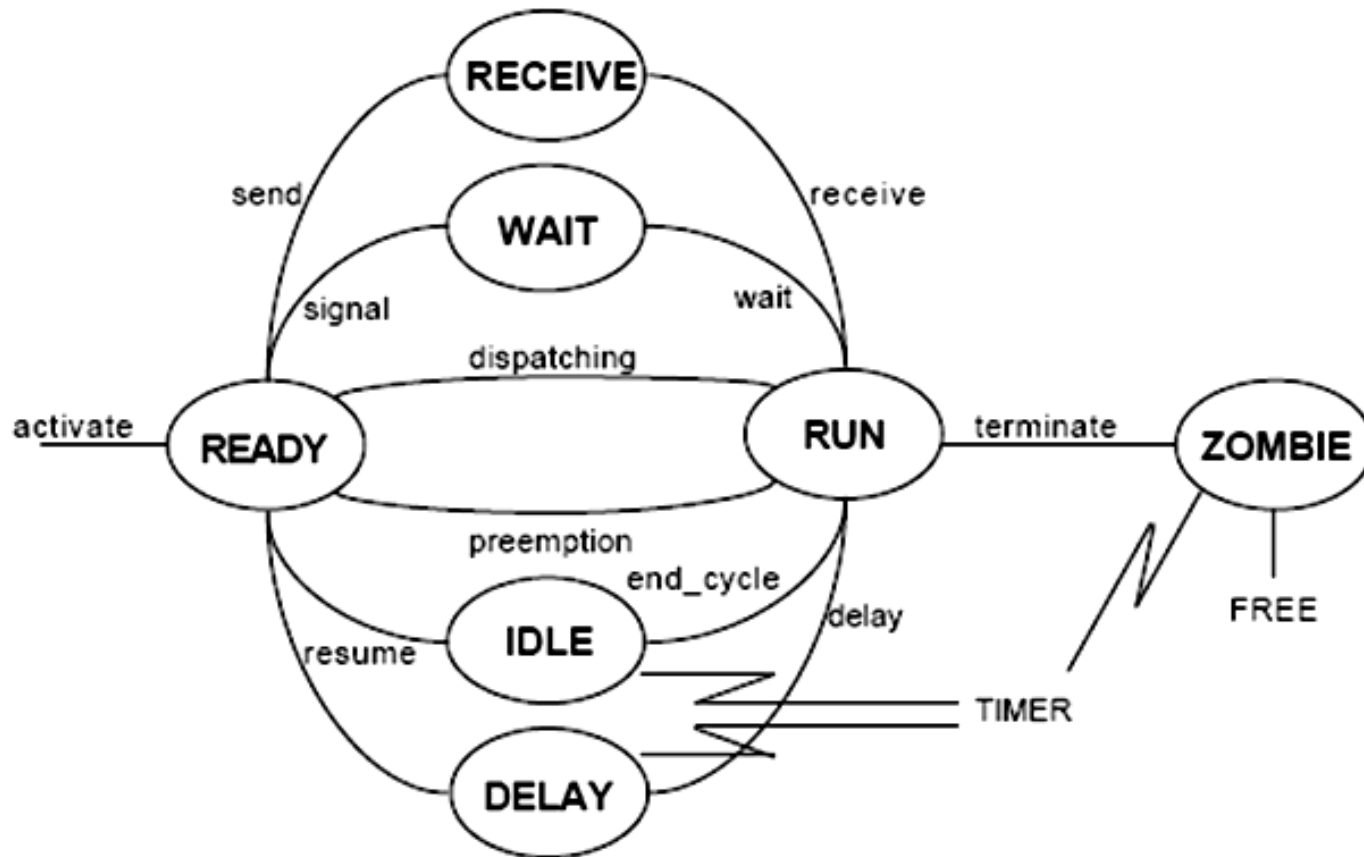 RECEIVE
send
receive
WAIT
signal
wait
dispatching
activate
READY
RUN
terminate
ZOMBIE
preemption
end_cycle
delay
FREE
resume
IDLE
TIMER
DELAY